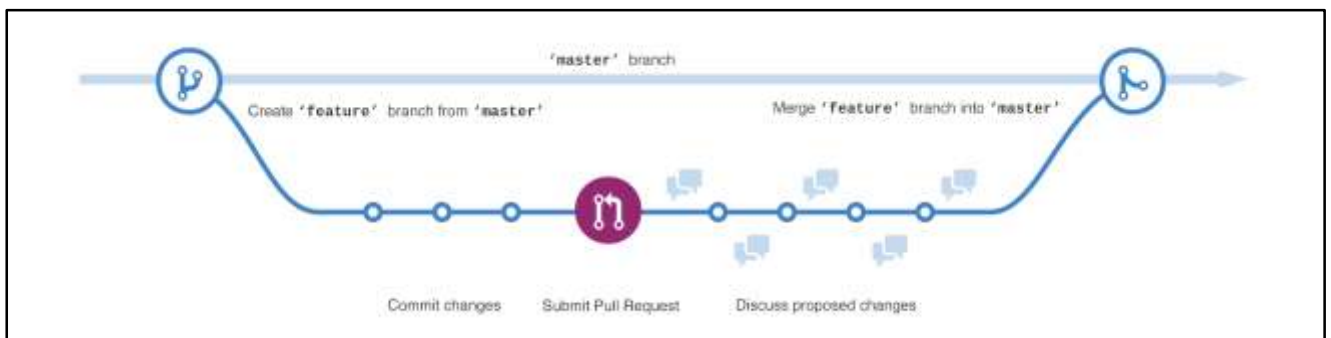 ‘master’ branch
Create ‘feature’ branch from ‘master’
Merge ‘feature’ branch into ‘master’
Commit changes
Submit Pull Request
Discuss proposed changes